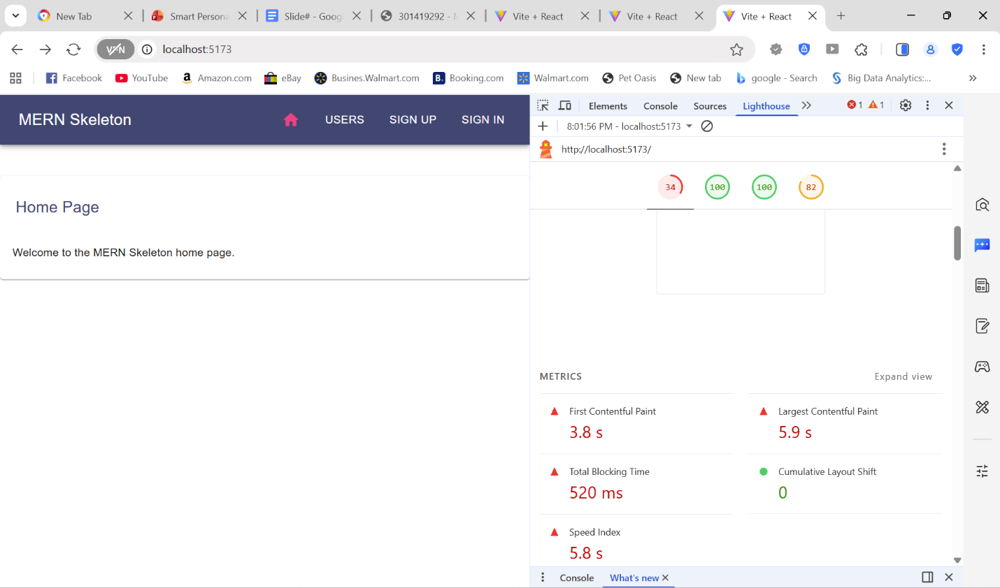 New Tab
Smart Persona
Slide# - Goog
301419292 - M
Vite + React
Vite + React
Vite + React
VPN
localhost:5173
Facebook
YouTube
Amazon.com
eBay
Busines.Walmart.com
Booking.com
Walmart.com
Pet Oasis
New tab
google - Search
Big Data Analytics:...
MERN Skeleton
USERS
SIGN UP
SIGN IN
Home Page
Welcome to the MERN Skeleton home page.
Elements
Console
Sources
Lighthouse
1
1
8:01:56 PM - localhost:5173
http://localhost:5173/
34
100
100
82
METRICS
Expand view
First Contentful Paint
3.8 s
Largest Contentful Paint
5.9 s
Total Blocking Time
520 ms
Cumulative Layout Shift
0
Speed Index
5.8 s
Console
What's new